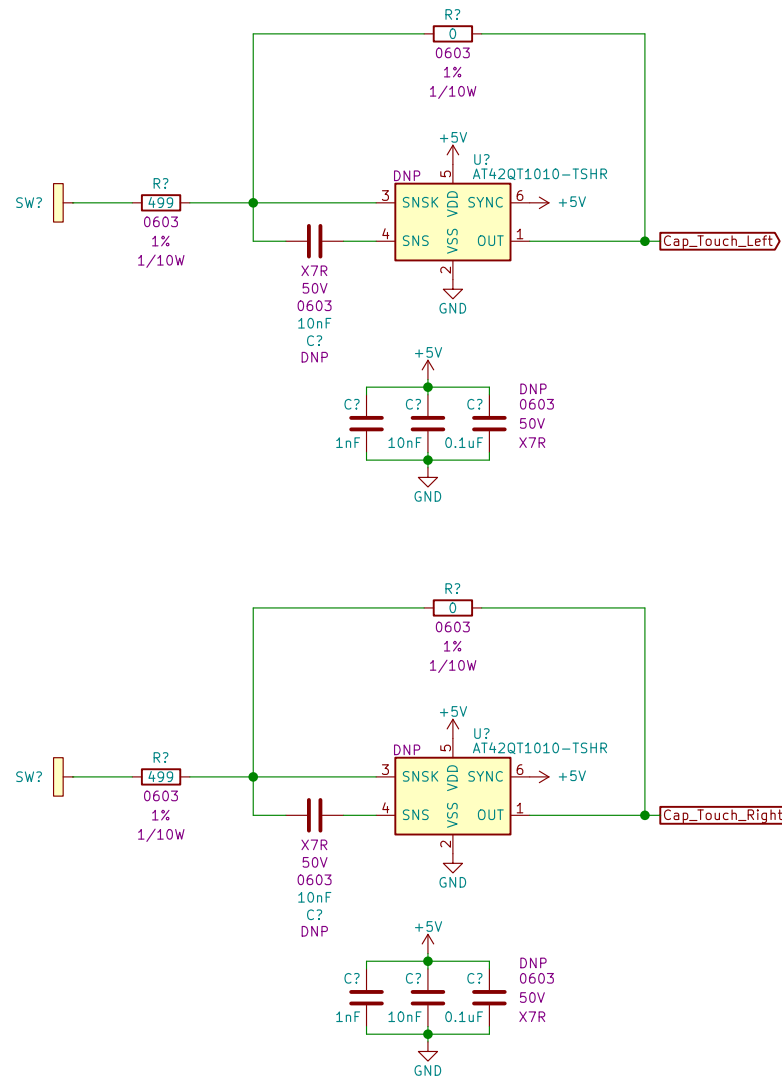 R?
0
0603
1%
1/10W
+5V
U?
AT42QT1010-TSHR
DNP
5
SW?
R?
499
0603
1%
1/10W
3
SNSK
VDD
SYNC
6
+5V
4
SNS
VSS
OUT
1
Cap_Touch_Left
2
GND
X7R
50V
0603
10nF
C?
DNP
+5V
C?
C?
C?
DNP
0603
50V
X7R
1nF
10nF
0.1uF
GND
R?
0
0603
1%
1/10W
+5V
U?
AT42QT1010-TSHR
DNP
5
SW?
R?
499
0603
1%
1/10W
3
SNSK
VDD
SYNC
6
+5V
4
SNS
VSS
OUT
1
Cap_Touch_Right
2
GND
X7R
50V
0603
10nF
C?
DNP
+5V
C?
C?
C?
DNP
0603
50V
X7R
1nF
10nF
0.1uF
GND